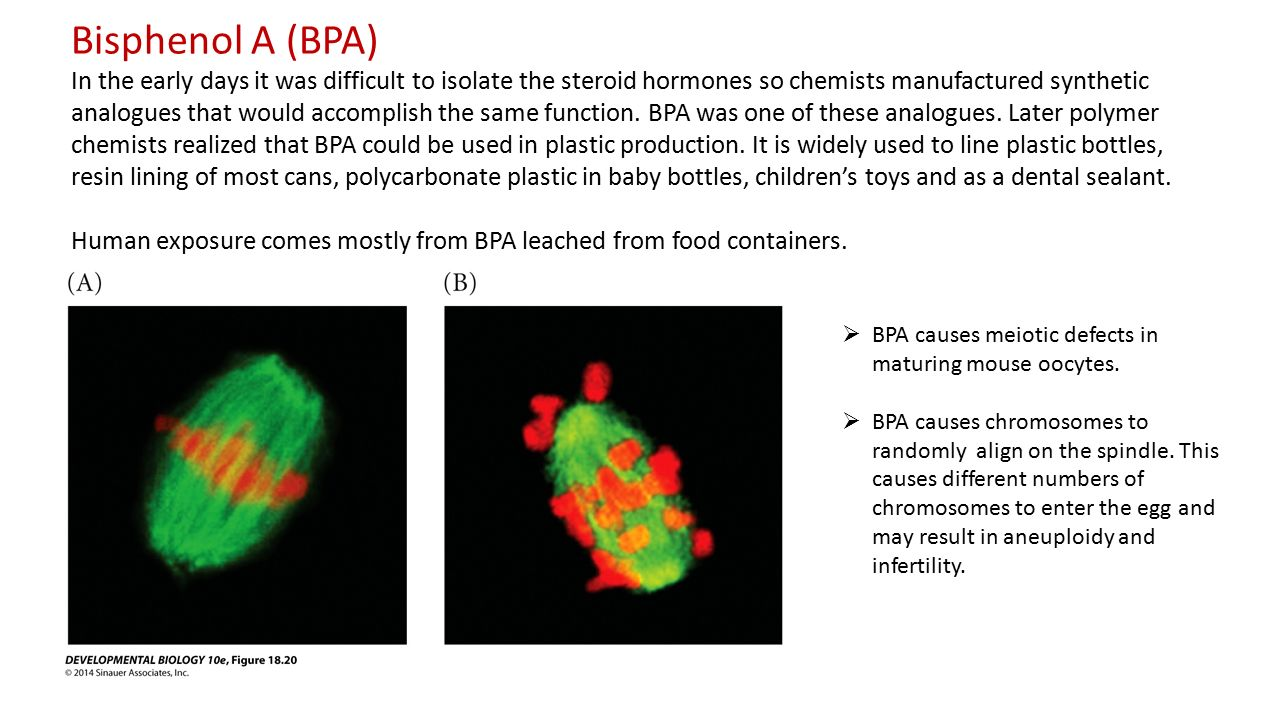 Bisphenol A (BPA)
In the early days it was difficult to isolate the steroid hormones so chemists manufactured synthetic
analogues that would accomplish the same function. BPA was one of these analogues. Later polymer
chemists realized that BPA could be used in plastic production. It is widely used to line plastic bottles,
resin lining of most cans, polycarbonate plastic in baby bottles, children’s toys and as a dental sealant.
Human exposure comes mostly from BPA leached from food containers.
(A)
(B)
➢ BPA causes meiotic defects in
maturing mouse oocytes.
➢ BPA causes chromosomes to
randomly align on the spindle. This
causes different numbers of
chromosomes to enter the egg and
may result in aneuploidy and
infertility.
DEVELOPMENTAL BIOLOGY 10e, Figure 18.20
© 2014 Sinauer Associates, Inc.